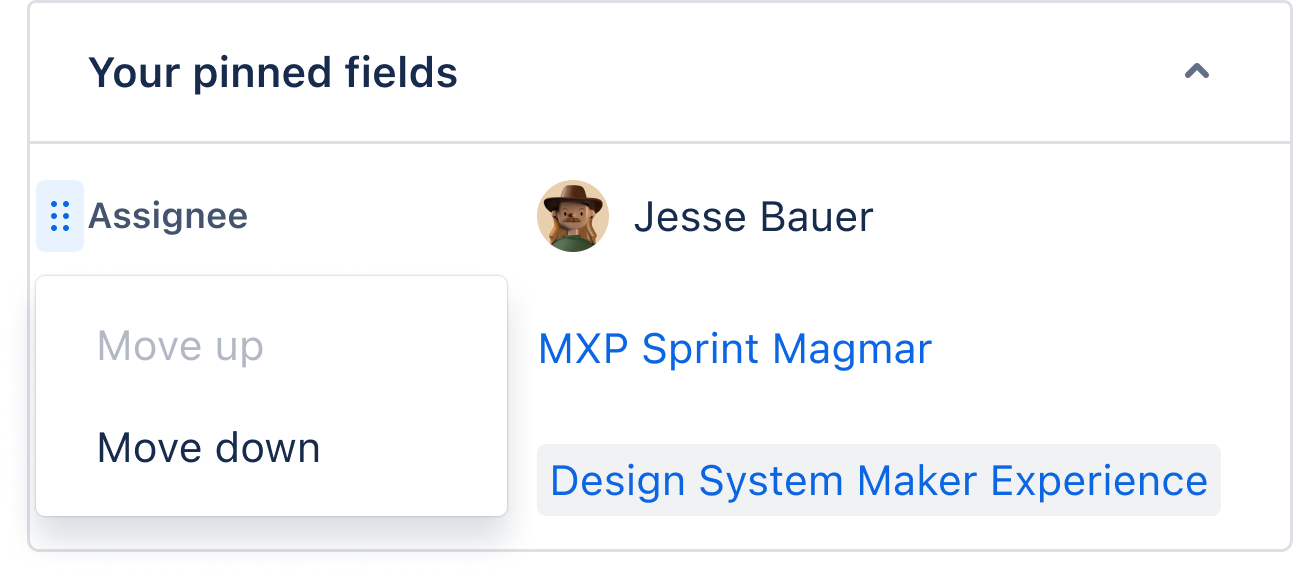 Your pinned fields
Assignee
Jesse Bauer
Move up
MXP Sprint Magmar
Move down
Design System Maker Experience